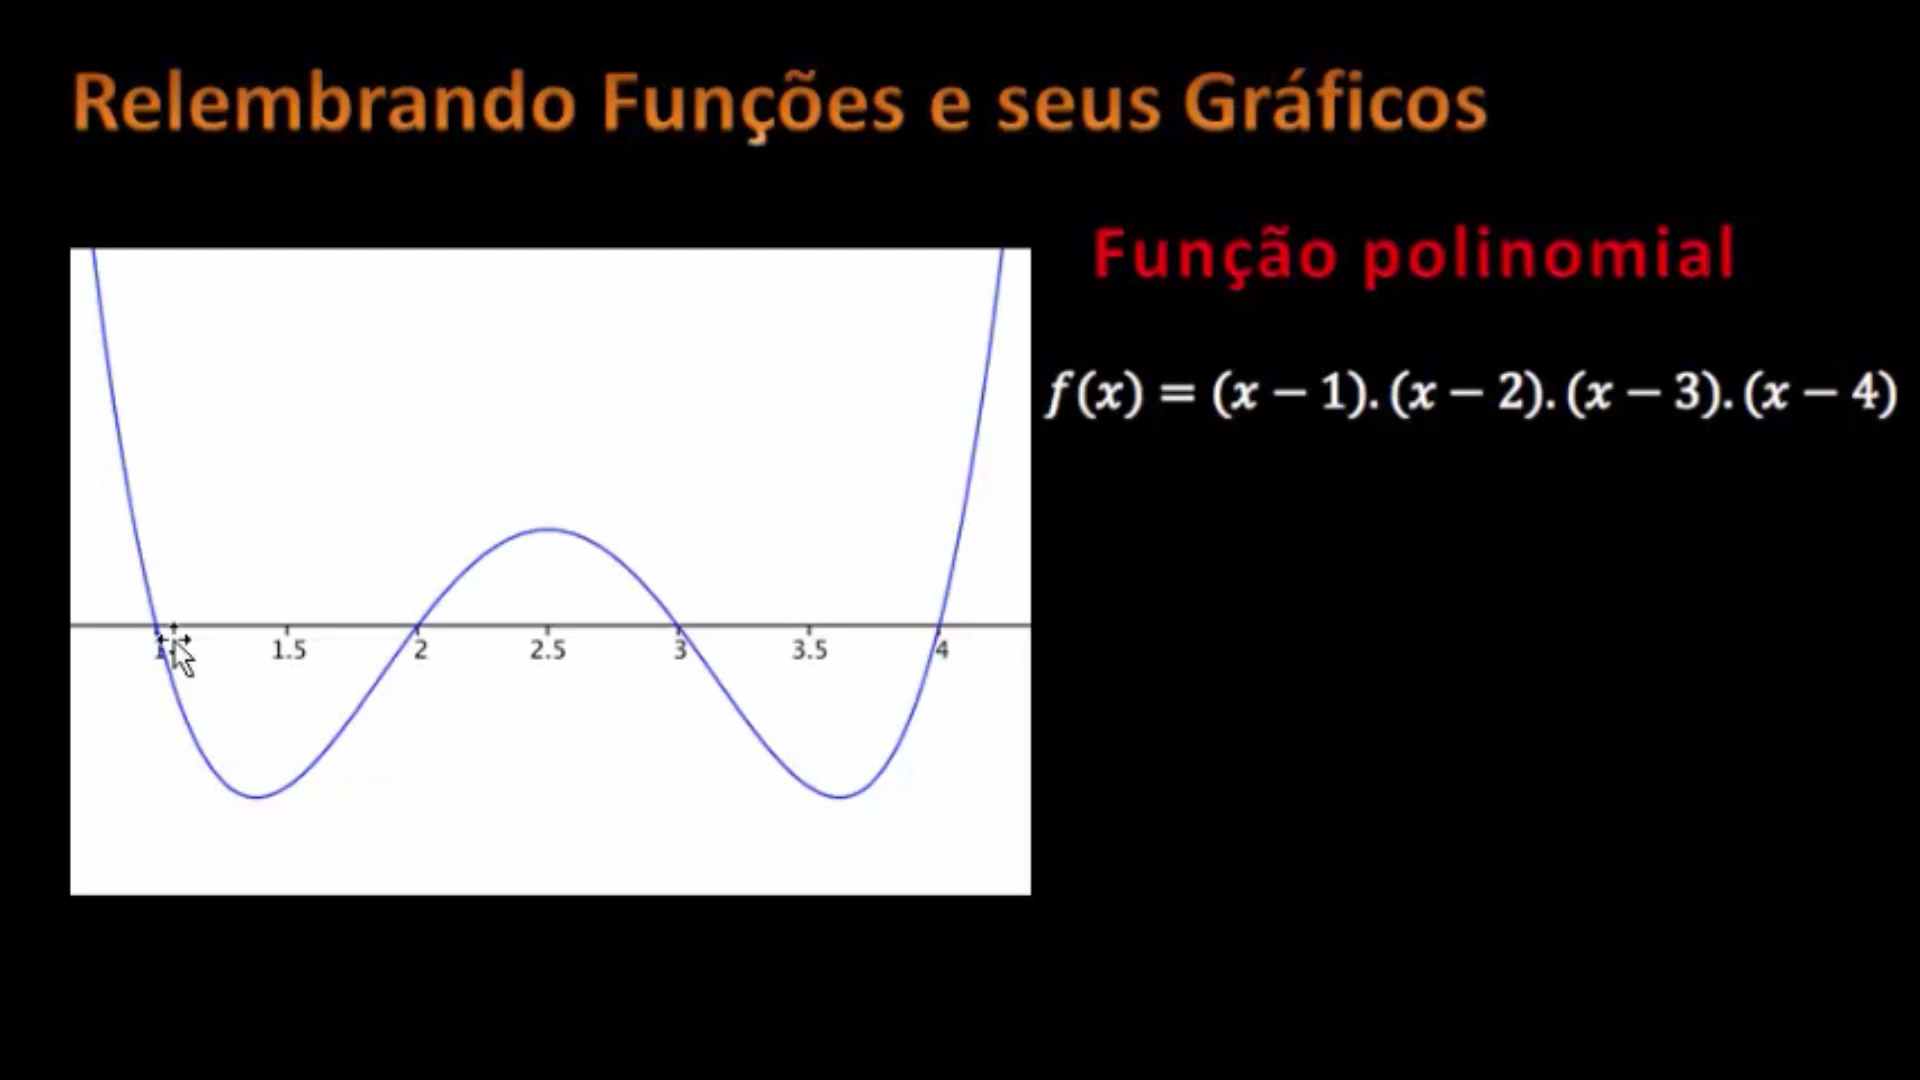 Relembrando Funções e seus Gráficos
Função polinomial
f(x) = (x − 1).(x − 2).(x − 3).(x − 4)
1 1.5 2 2.5 3 3.5 4